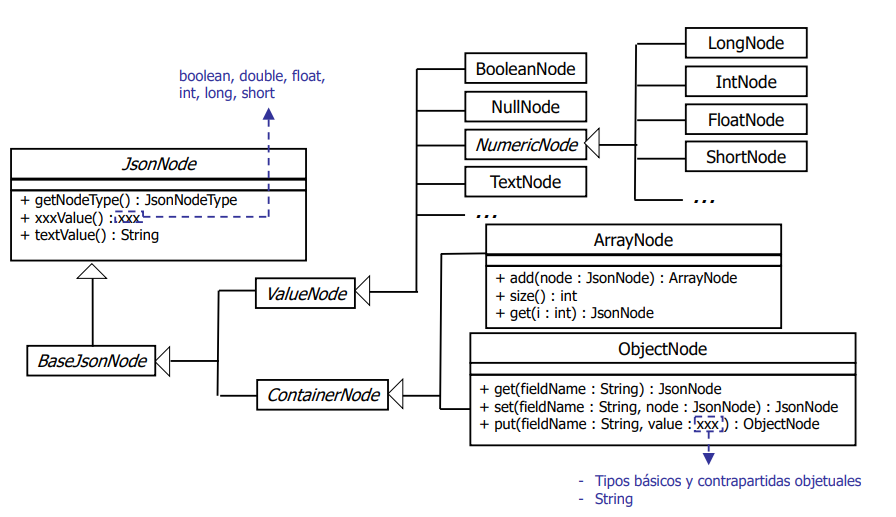 boolean, double, float,
int, long, short
JsonNode
+ getNodeType() : JsonNodeType
+ xxxValue() : xxx
+ textValue() : String
BaseJsonNode
ValueNode
ContainerNode
BooleanNode
NullNode
NumericNode
TextNode
...
LongNode
IntNode
FloatNode
ShortNode
...
ArrayNode
+ add(node : JsonNode) : ArrayNode
+ size() : int
+ get(i : int) : JsonNode
ObjectNode
+ get(fieldName : String) : JsonNode
+ set(fieldName : String, node : JsonNode) : JsonNode
+ put(fieldName : String, value : xxx ) : ObjectNode
- Tipos básicos y contrapartidas objetuales
- String